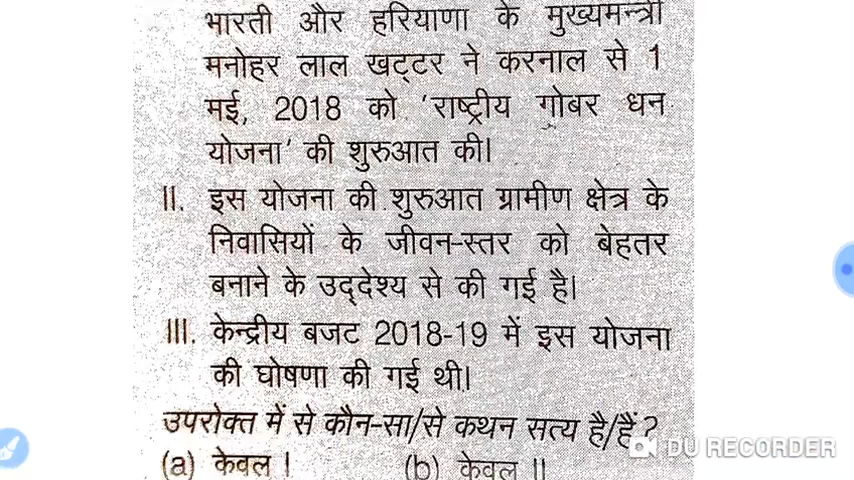 भारती और हरियाणा के मुख्यमन्त्री
मनोहर लाल खट्टर ने करनाल से 1
मई, 2018 को 'राष्ट्रीय गोबर धन
योजना' की शुरुआत की।
II. इस योजना की शुरुआत ग्रामीण क्षेत्र के
निवासियों के जीवन-स्तर को बेहतर
बनाने के उद्देश्य से की गई है।
III. केन्द्रीय बजट 2018-19 में इस योजना
की घोषणा की गई थी।
उपरोक्त में से कौन-सा/से कथन सत्य है/हैं?
DU RECORDER
(a) केवल I (b) केवल II